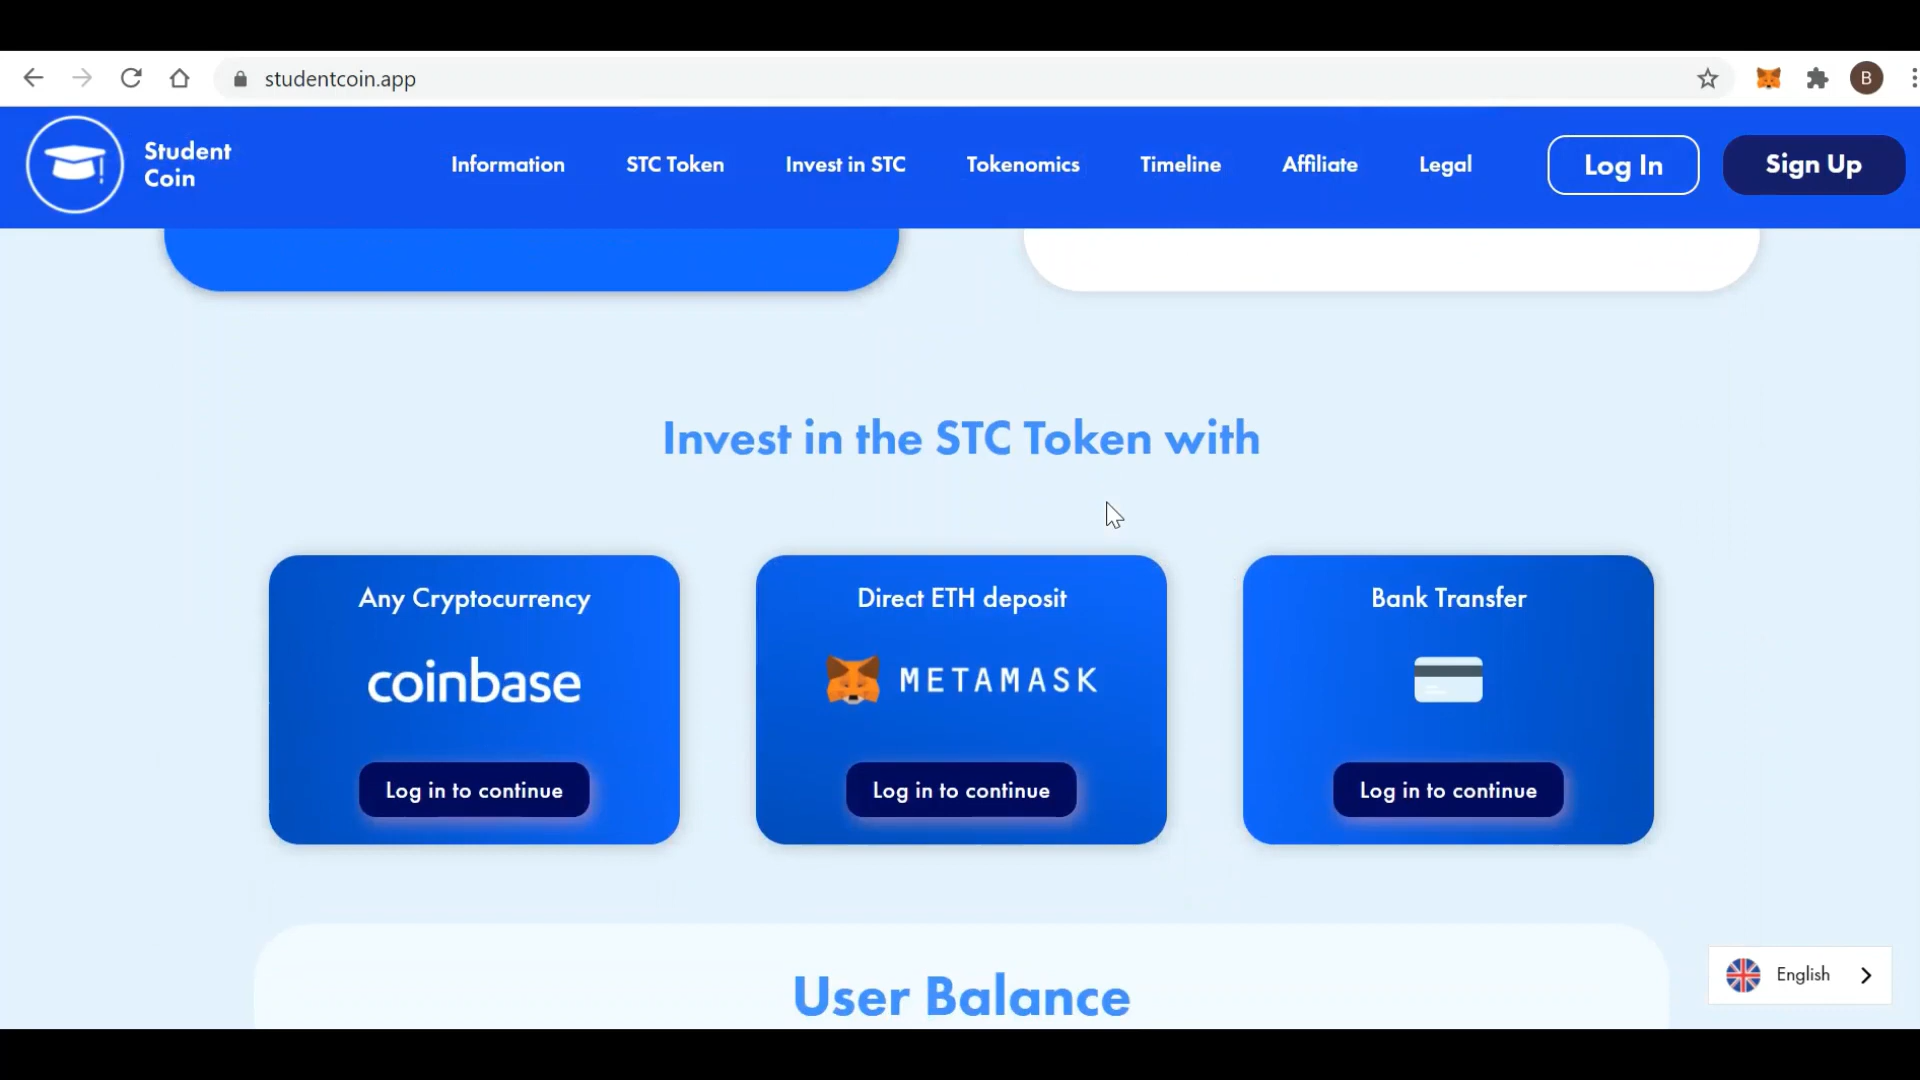 studentcoin.app
B
Student
Coin
Information
STC Token
Invest in STC
Tokenomics
Timeline
Affiliate
Legal
Log In
Sign Up
Invest in the STC Token with
Any Cryptocurrency
coinbase
Log in to continue
Direct ETH deposit
METAMASK
Log in to continue
Bank Transfer
Log in to continue
User Balance
English